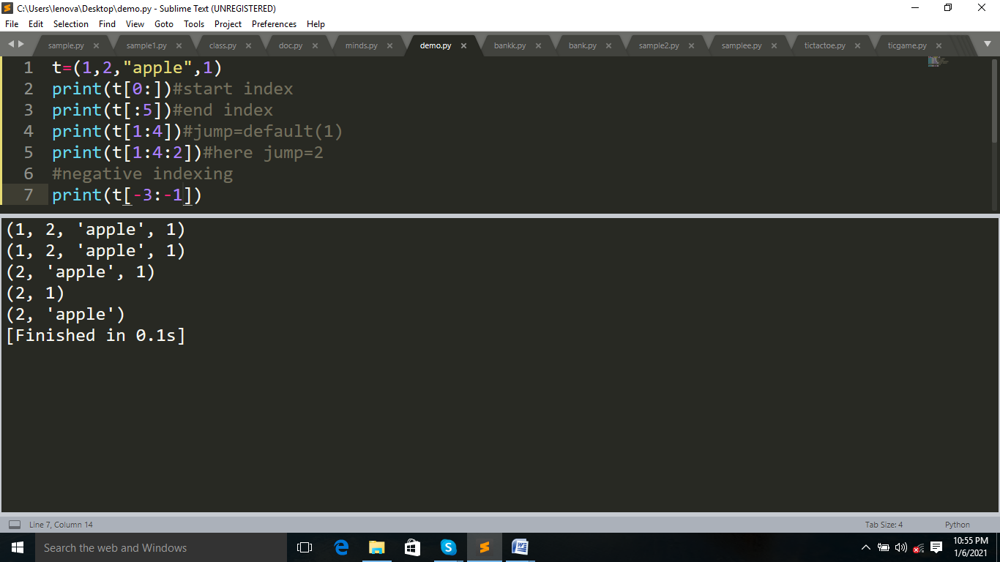 C:\Users\lenova\Desktop\demo.py - Sublime Text (UNREGISTERED)
File Edit Selection Find View Goto Tools Project Preferences Help
sample.py sample1.py class.py doc.py minds.py demo.py bankk.py bank.py sample2.py samplee.py tictactoe.py ticgame.py
1 t=(1,2,"apple",1)
2 print(t[0:])#start index
3 print(t[:5])#end index
4 print(t[1:4])#jump=default(1)
5 print(t[1:4:2])#here jump=2
6 #negative indexing
7 print(t[-3:-1])
(1, 2, 'apple', 1)
(1, 2, 'apple', 1)
(2, 'apple', 1)
(2, 1)
(2, 'apple')
[Finished in 0.1s]
Line 7, Column 14 Tab Size: 4 Python
Search the web and Windows
10:55 PM
1/6/2021